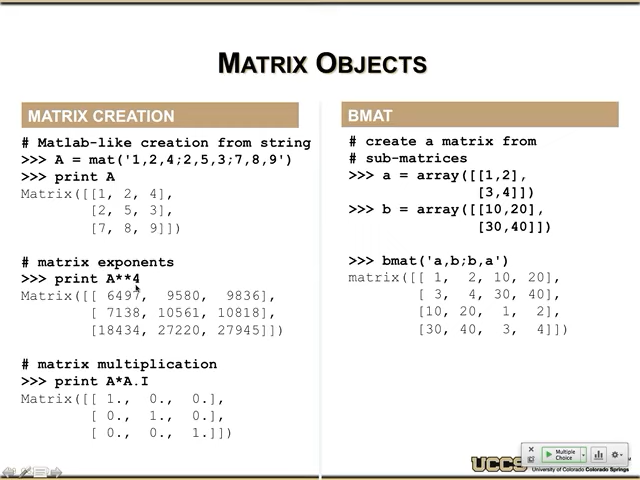 MATRIX OBJECTS
MATRIX CREATION
# Matlab-like creation from string
>>> A = mat('1,2,4;2,5,3;7,8,9')
>>> print A
Matrix([[1, 2, 4],
[2, 5, 3],
[7, 8, 9]])
# matrix exponents
>>> print A**4
Matrix([[ 6497,  9580,  9836],
[ 7138, 10561, 10818],
[18434, 27220, 27945]])
# matrix multiplication
>>> print A*A.I
Matrix([[ 1.,  0.,  0.],
[ 0.,  1.,  0.],
[ 0.,  0.,  1.]])
BMAT
# create a matrix from
# sub-matrices
>>> a = array([[1,2],
[3,4]])
>>> b = array([[10,20],
[30,40]])
>>> bmat('a,b;b,a')
matrix([[ 1,  2, 10, 20],
[ 3,  4, 30, 40],
[10, 20,  1,  2],
[30, 40,  3,  4]])
Multiple
Choice
UCCS
University of Colorado Colorado Springs